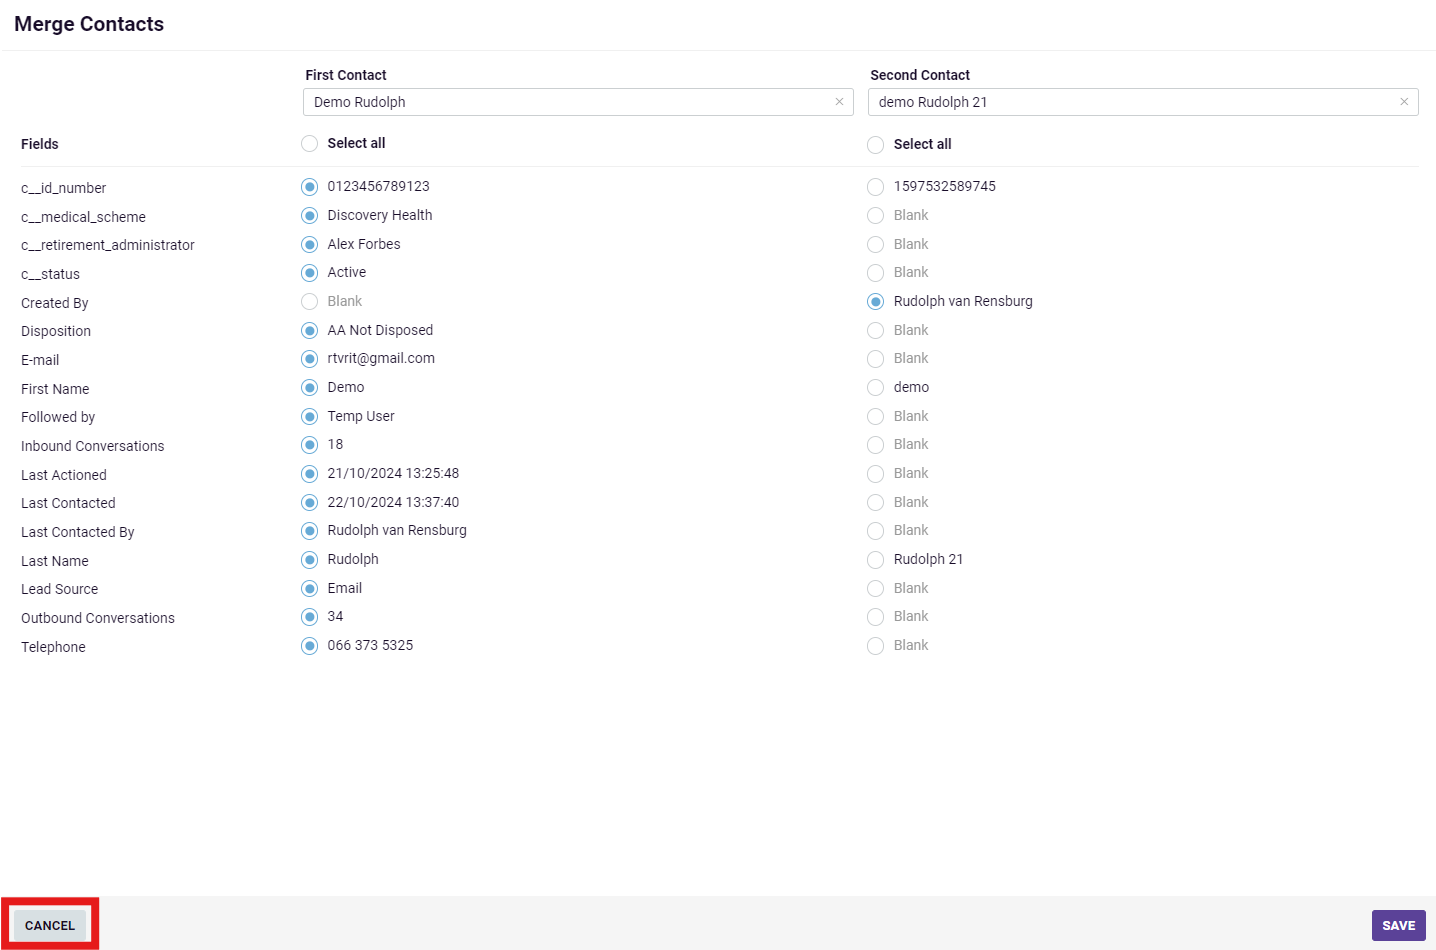 Merge Contacts
First Contact Second Contact
Demo Rudolph × demo Rudolph 21 ×
Fields Select all Select all
c__id_number 0123456789123 1597532589745
c__medical_scheme Discovery Health Blank
c__retirement_administrator Alex Forbes Blank
c__status Active Blank
Created By Blank Rudolph van Rensburg
Disposition AA Not Disposed Blank
E-mail rtvrit@gmail.com Blank
First Name Demo demo
Followed by Temp User Blank
Inbound Conversations 18 Blank
Last Actioned 21/10/2024 13:25:48 Blank
Last Contacted 22/10/2024 13:37:40 Blank
Last Contacted By Rudolph van Rensburg Blank
Last Name Rudolph Rudolph 21
Lead Source Email Blank
Outbound Conversations 34 Blank
Telephone 066 373 5325 Blank
CANCEL SAVE